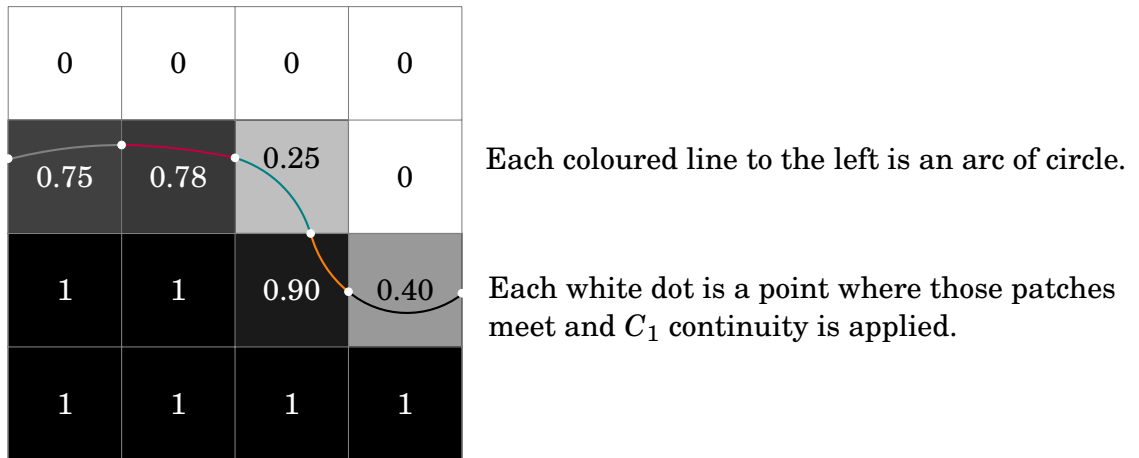 0 0 0 0
0.75 0.78 0.25 0
Each coloured line to the left is an arc of circle.
1 1 0.90 0.40
Each white dot is a point where those patches
meet and C₁ continuity is applied.
1 1 1 1